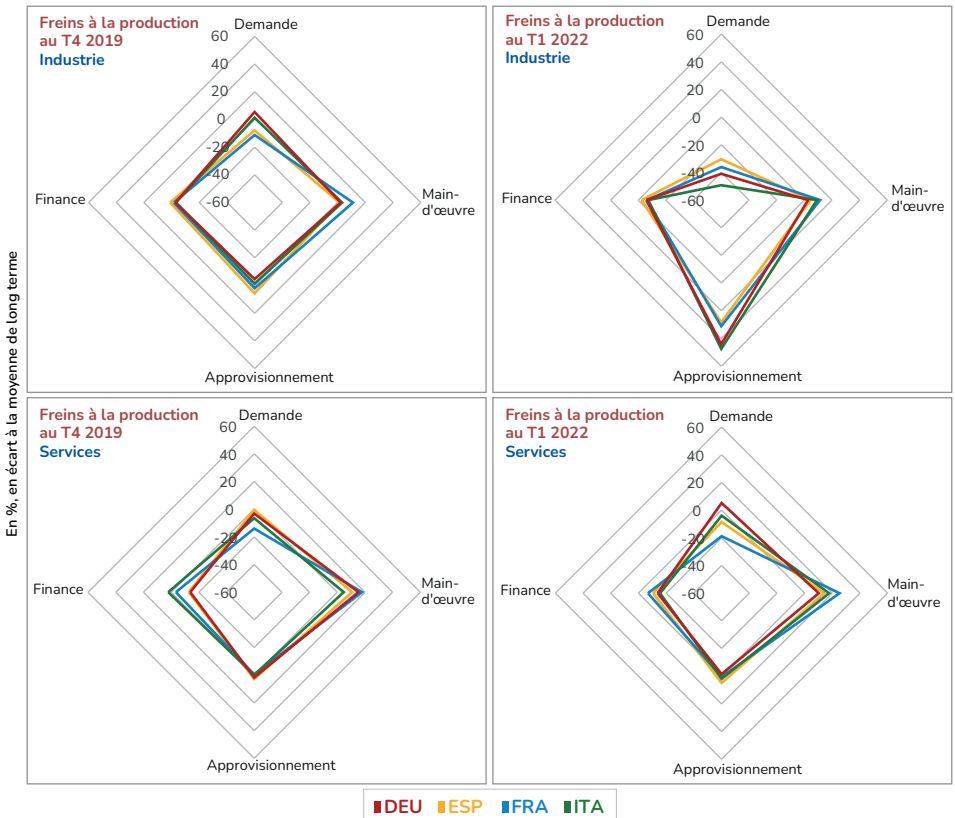 En %, en écart à la moyenne de long terme
Freins à la production
au T4 2019
Industrie
Demande
60
40
20
0
-20
-40
-60
Finance
Main-
d'œuvre
Approvisionnement
Freins à la production
au T1 2022
Industrie
Demande
60
40
20
0
-20
-40
-60
Finance
Main-
d'œuvre
Approvisionnement
Freins à la production
au T4 2019
Services
Demande
60
40
20
0
-20
-40
-60
Finance
Main-
d'œuvre
Approvisionnement
Freins à la production
au T1 2022
Services
Demande
60
40
20
0
-20
-40
-60
Finance
Main-
d'œuvre
Approvisionnement
DEU ESP FRA ITA